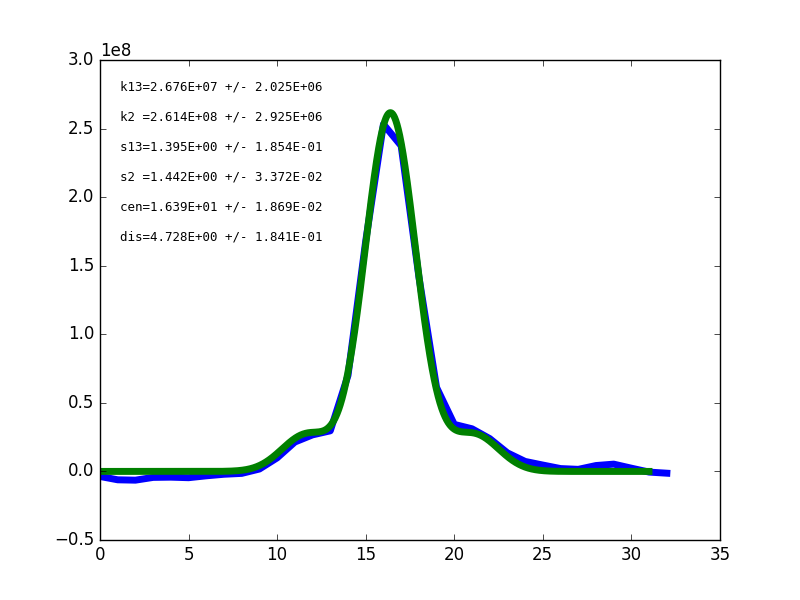 1e8
3.0
k13=2.676E+07 +/- 2.025E+06
k2 =2.614E+08 +/- 2.925E+06
2.5
s13=1.395E+00 +/- 1.854E-01
s2 =1.442E+00 +/- 3.372E-02
2.0
cen=1.639E+01 +/- 1.869E-02
dis=4.728E+00 +/- 1.841E-01
1.5
1.0
0.5
0.0
−0.5
0 5 10 15 20 25 30 35